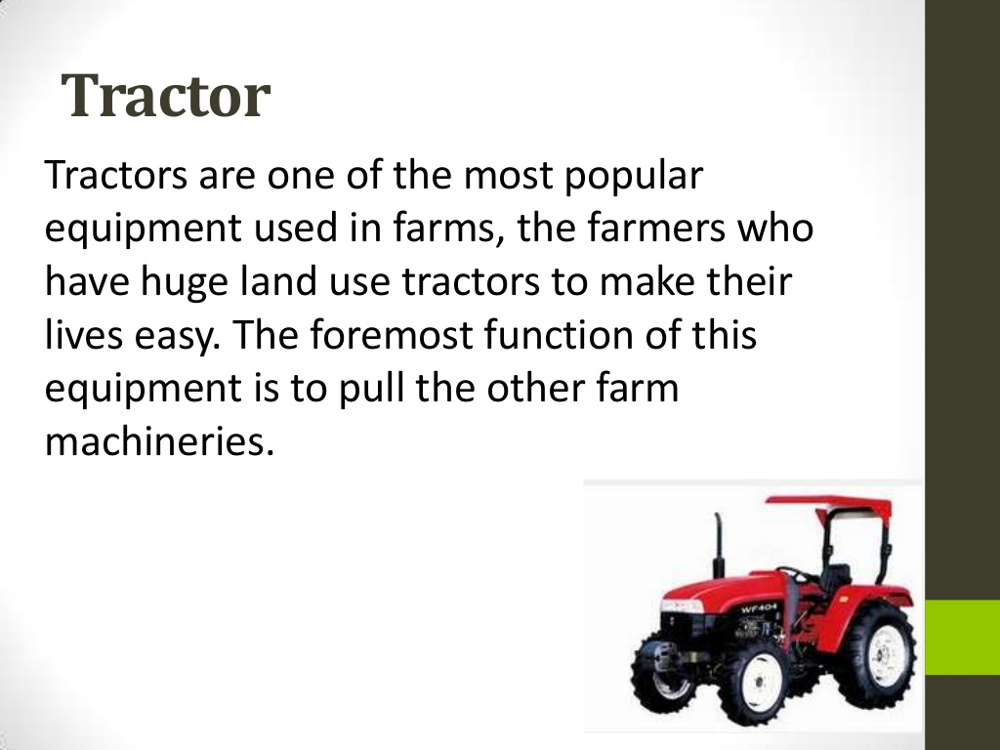 Tractor
Tractors are one of the most popular
equipment used in farms, the farmers who
have huge land use tractors to make their
lives easy. The foremost function of this
equipment is to pull the other farm
machineries.
WF404